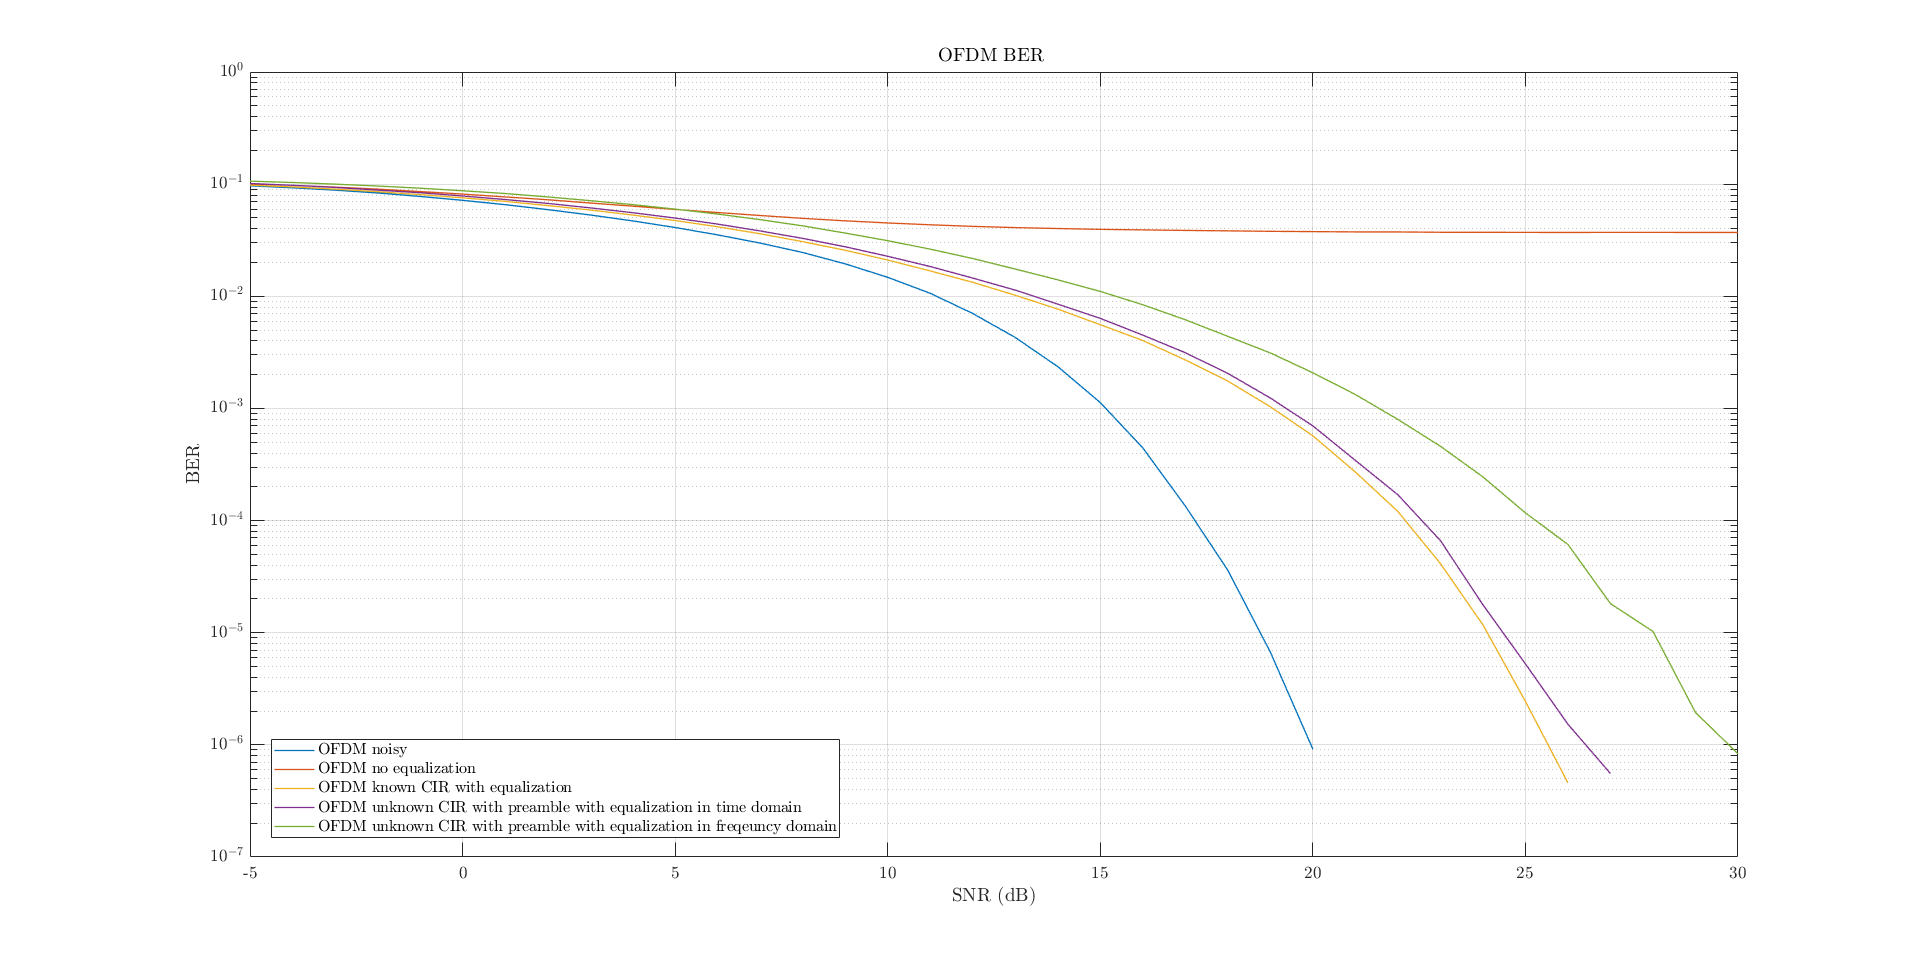 OFDM BER
10^0
10^-1
10^-2
10^-3
10^-4
10^-5
10^-6
10^-7
BER
OFDM noisy
OFDM no equalization
OFDM known CIR with equalization
OFDM unknown CIR with preamble with equalization in time domain
OFDM unknown CIR with preamble with equalization in freqeuncy domain
-5 0 5 10 15 20 25 30
SNR (dB)